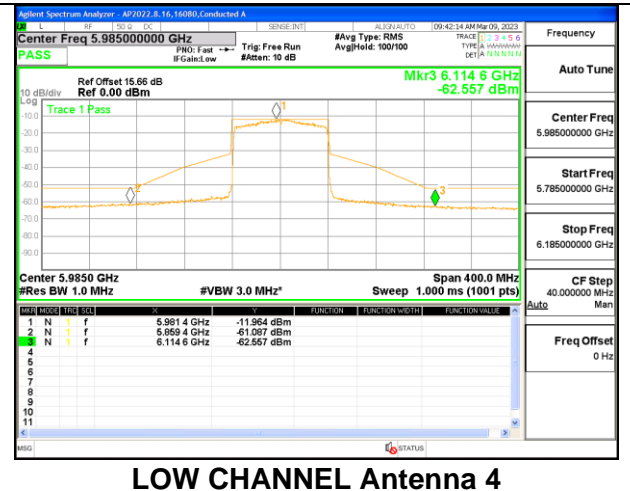 Agilent Spectrum Analyzer - AP2022.8.16,16080,Conducted A
L RF 50 Ω DC SENSE:INT ALIGN AUTO 09:42:14 AM Mar 09, 2023
Center Freq 5.985000000 GHz
PNO: Fast
IFGain:Low
Trig: Free Run
#Atten: 10 dB
#Avg Type: RMS
Avg|Hold: 100/100
TRACE 1 2 3 4 5 6
TYPE A WWWWW
DET A N N N N N
PASS
Frequency
Auto Tune
Center Freq
5.985000000 GHz
Start Freq
5.785000000 GHz
Stop Freq
6.185000000 GHz
CF Step
40.000000 MHz
Auto Man
Freq Offset
0 Hz
Mkr3 6.114 6 GHz
-62.557 dBm
Ref Offset 15.66 dB
10 dB/div Ref 0.00 dBm
Log
Trace 1 Pass
1
2
3
-10.0
-20.0
-30.0
-40.0
-50.0
-60.0
-70.0
-80.0
-90.0
Center 5.9850 GHz Span 400.0 MHz
#Res BW 1.0 MHz #VBW 3.0 MHz* Sweep 1.000 ms (1001 pts)
MKR MODE TRC SCL X Y FUNCTION FUNCTION WIDTH FUNCTION VALUE
1 N 1 f 5.981 4 GHz -11.964 dBm
2 N 1 f 5.859 4 GHz -61.087 dBm
3 N 1 f 6.114 6 GHz -62.557 dBm
4
5
6
7
8
9
10
11
MSG STATUS
LOW CHANNEL Antenna 4